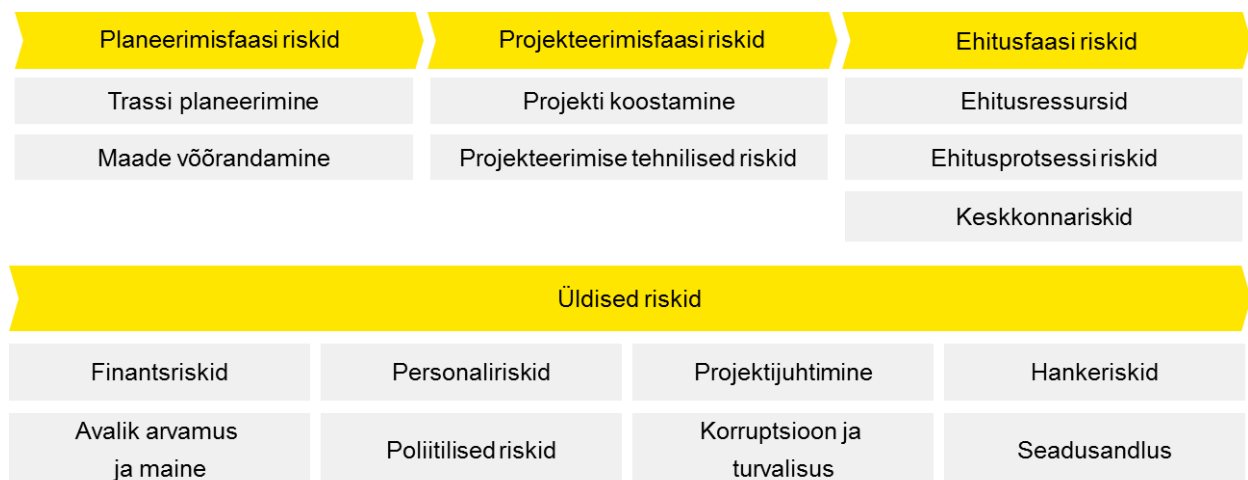 Planeerimisfaasi riskid
Projekteerimisfaasi riskid
Ehitusfaasi riskid
Trassi planeerimine
Projekti koostamine
Ehitusressursid
Maade võõrandamine
Projekteerimise tehnilised riskid
Ehitusprotsessi riskid
Keskkonnariskid
Üldised riskid
Finantsriskid
Personaliriskid
Projektijuhtimine
Hankeriskid
Avalik arvamus
ja maine
Poliitilised riskid
Korruptsioon ja
turvalisus
Seadusandlus